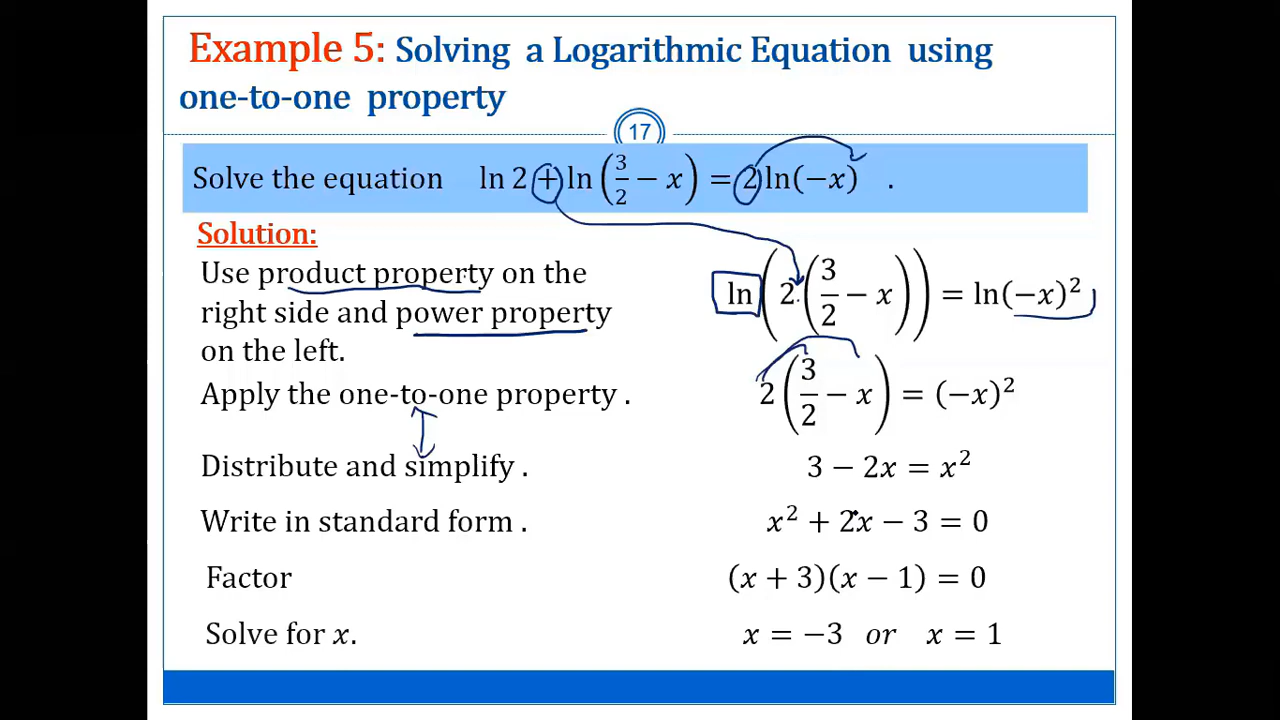 Example 5: Solving a Logarithmic Equation using
one-to-one property
17
Solve the equation ln 2 + ln(3/2 − x) = 2 ln(−x) .
Solution:
Use product property on the
right side and power property
on the left.
ln(2(3/2 − x)) = ln(−x)²
Apply the one-to-one property .
2(3/2 − x) = (−x)²
Distribute and simplify .
3 − 2x = x²
Write in standard form .
x² + 2x − 3 = 0
Factor
(x + 3)(x − 1) = 0
Solve for x.
x = −3 or x = 1